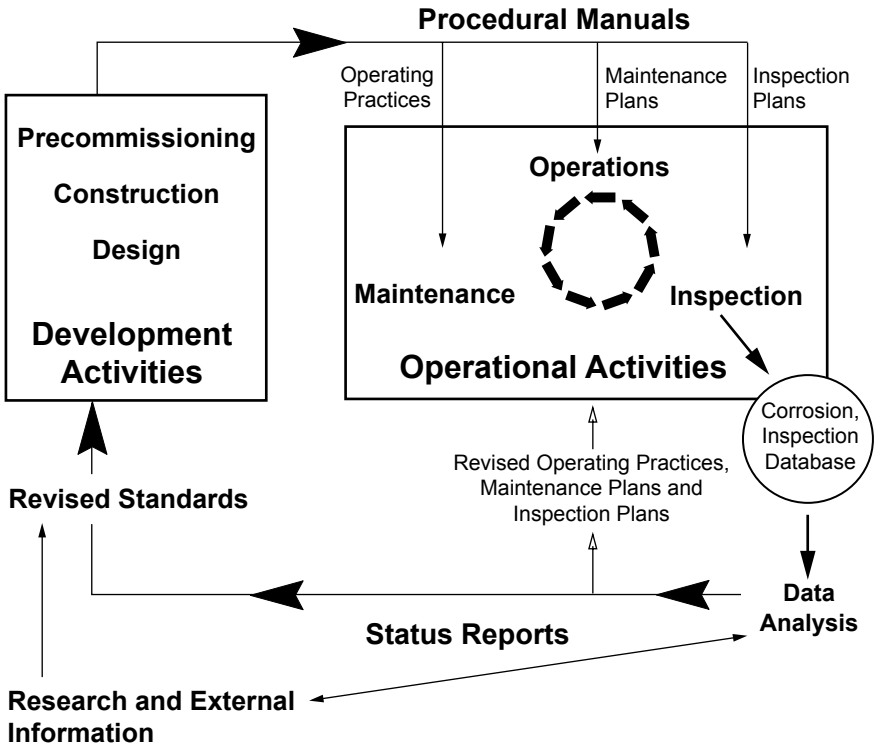 Procedural Manuals
Operating
Practices
Maintenance
Plans
Inspection
Plans
Precommissioning
Construction
Design
Development
Activities
Operations
Maintenance
Inspection
Operational Activities
Corrosion,
Inspection
Database
Revised Operating Practices,
Maintenance Plans and
Inspection Plans
Revised Standards
Data
Analysis
Status Reports
Research and External
Information